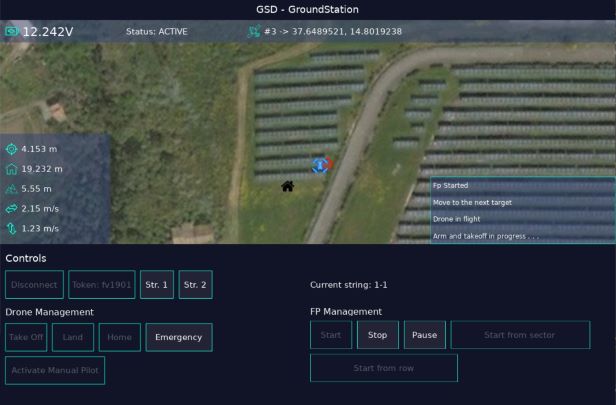 GSD - GroundStation
12.242V Status: ACTIVE #3 -> 37.6489521, 14.8019238
4.153 m
19.232 m
5.55 m
2.15 m/s
1.23 m/s
Fp Started
Move to the next target
Drone in flight
Arm and takeoff in progress . . .
Controls
Disconnect Token: fv1901 Str. 1 Str. 2
Current string: 1-1
Drone Management
Take Off Land Home Emergency
Activate Manual Pilot
FP Management
Start Stop Pause Start from sector
Start from row